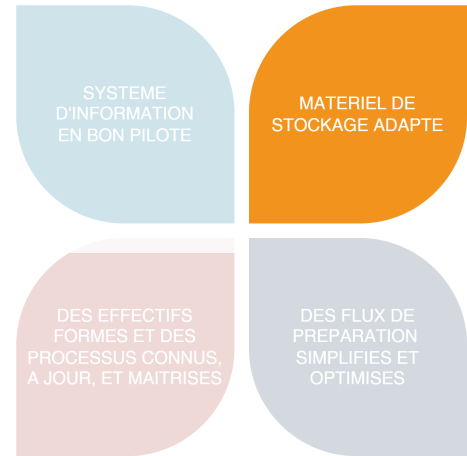 SYSTEME
D'INFORMATION
EN BON PILOTE
MATERIEL DE
STOCKAGE ADAPTE
DES EFFECTIFS
FORMES ET DES
PROCESSUS CONNUS,
A JOUR, ET MAITRISES
DES FLUX DE
PREPARATION
SIMPLIFIES ET
OPTIMISES